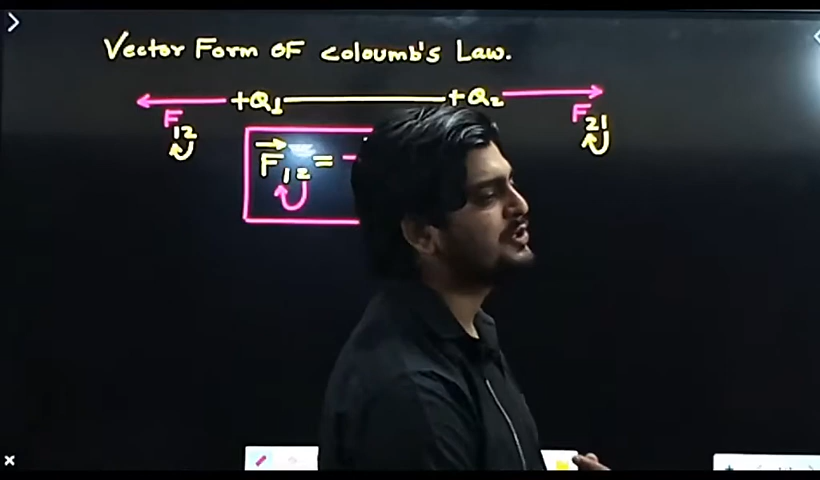 Vector Form OF Coloumb's Law.
+Q1 +Q2
F12 F21
F12 =